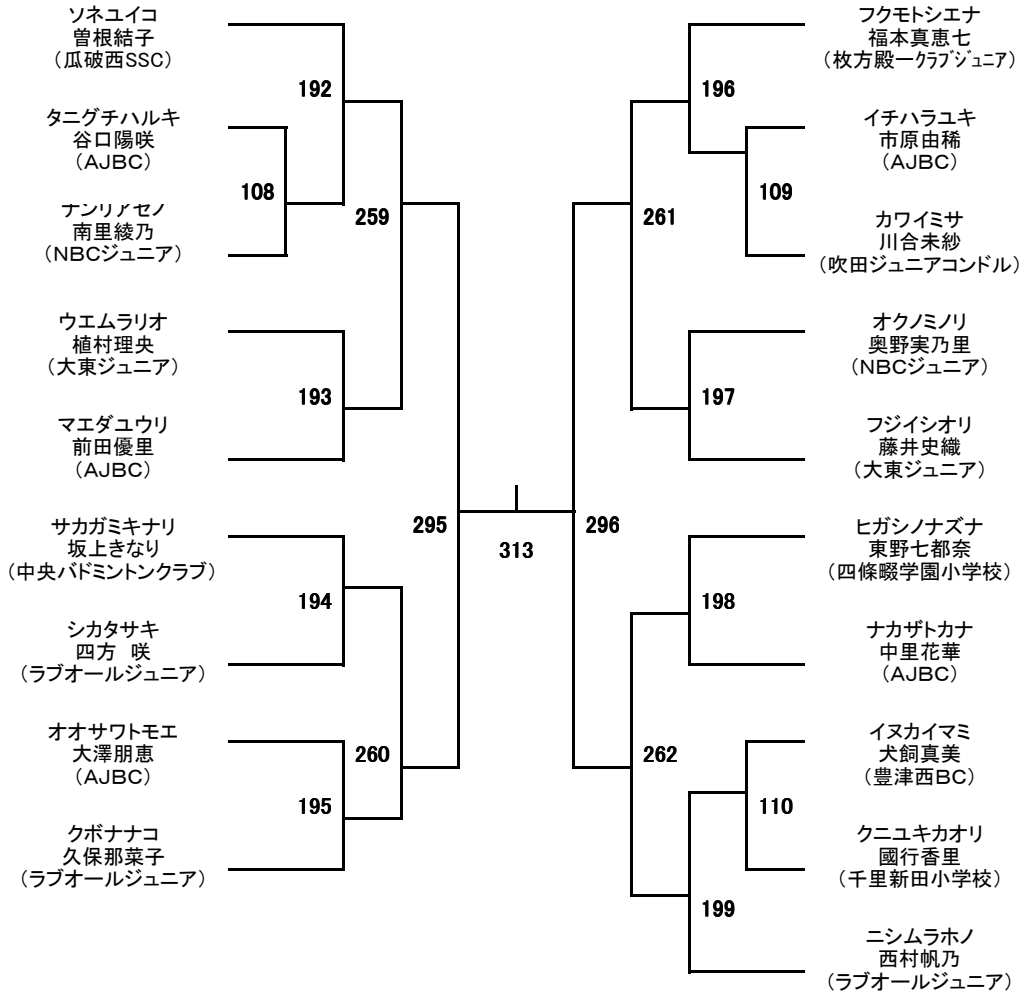 ソネユイコ
曽根結子
(瓜破西SSC)
192
タニグチハルキ
谷口陽咲
(AJBC)
108
ナンリアヤノ
南里綾乃
(NBCジュニア)
259
ウエムラリオ
植村理央
(大東ジュニア)
193
マエダユウリ
前田優里
(AJBC)
295
サカガミキナリ
坂上きなり
(中央バドミントンクラブ)
194
シカタサキ
四方　咲
(ラブオールジュニア)
オオサワトモエ
大澤朋恵
(AJBC)
260
195
クボナナコ
久保那菜子
(ラブオールジュニア)
313
フクモトシエナ
福本真恵七
(枚方殿一クラブジュニア)
196
イチハラユキ
市原由稀
(AJBC)
109
カワイミサ
川合未紗
(吹田ジュニアコンドル)
261
オクノミノリ
奥野実乃里
(NBCジュニア)
197
フジイシオリ
藤井史織
(大東ジュニア)
296
ヒガシノナズナ
東野七都奈
(四條畷学園小学校)
198
ナカザトカナ
中里花華
(AJBC)
イヌカイマミ
犬飼真美
(豊津西BC)
262
110
クニユキカオリ
國行香里
(千里新田小学校)
199
ニシムラホノ
西村帆乃
(ラブオールジュニア)